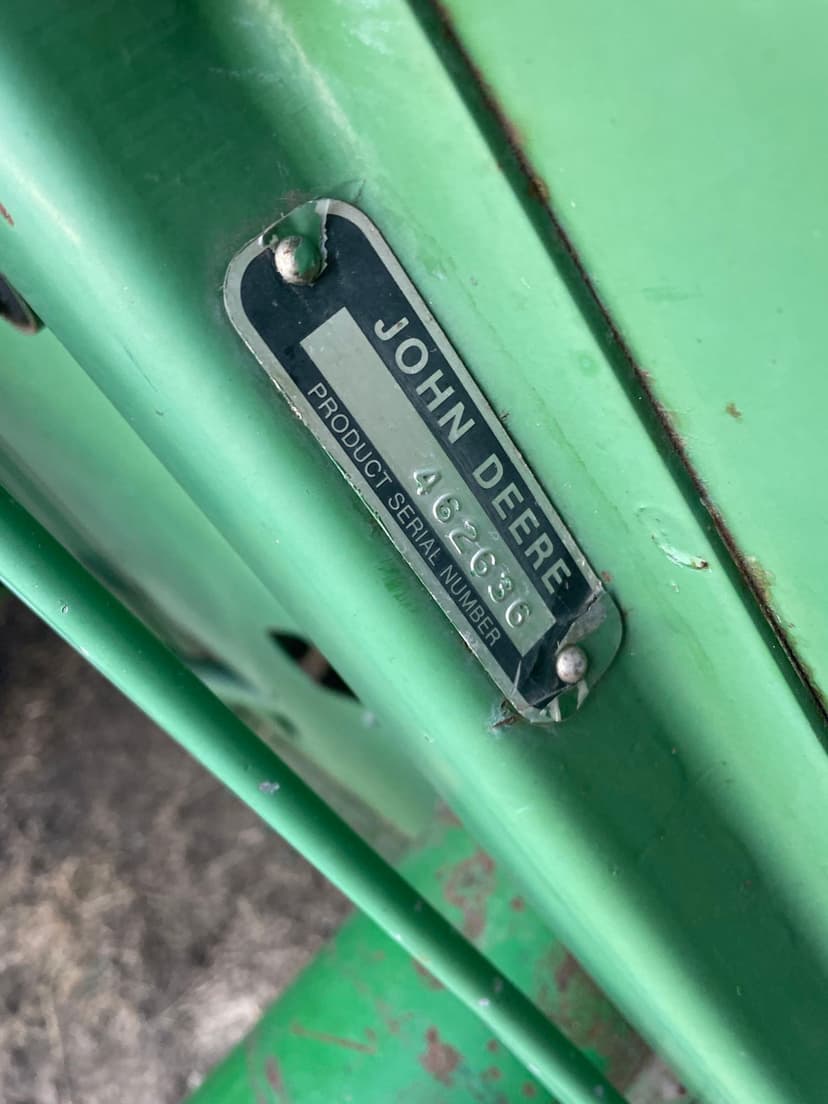 JOHN DEERE
462636
PRODUCT SERIAL NUMBER